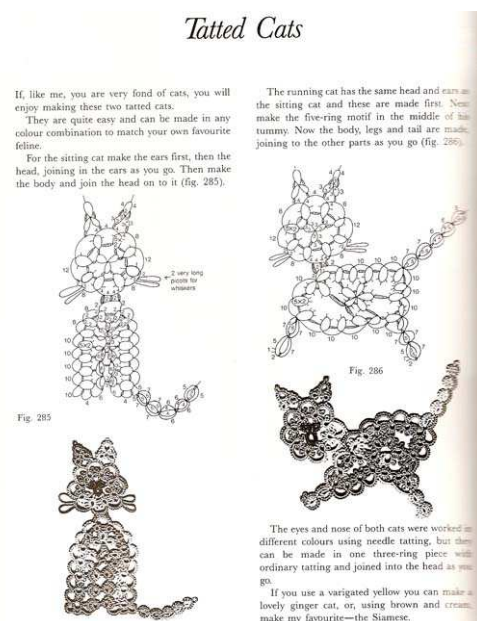 Tatted Cats
If, like me, you are very fond of cats, you will
enjoy making these two tatted cats.
They are quite easy and can be made in any
colour combination to match your own favourite
feline.
For the sitting cat make the ears first, then the
head, joining in the ears as you go. Then make
the body and join the head on to it (fig. 285).
2 very long
picots for
whiskers
Fig. 285
The running cat has the same head and ears as
the sitting cat and these are made first. Next
make the five-ring motif in the middle of his
tummy. Now the body, legs and tail are made,
joining to the other parts as you go (fig. 286).
Fig. 286
The eyes and nose of both cats were worked in
different colours using needle tatting, but they
can be made in one three-ring piece with
ordinary tatting and joined into the head as you
go.
If you use a varigated yellow you can make a
lovely ginger cat, or, using brown and cream,
make my favourite—the Siamese.